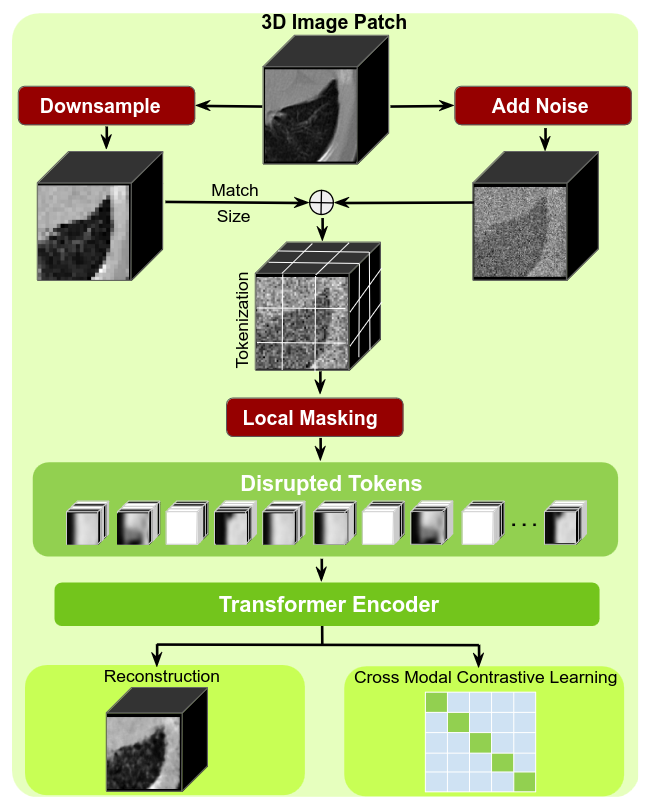 3D Image Patch
Downsample
Add Noise
Match
Size
Tokenization
Local Masking
Disrupted Tokens
. . .
Transformer Encoder
Reconstruction
Cross Modal Contrastive Learning